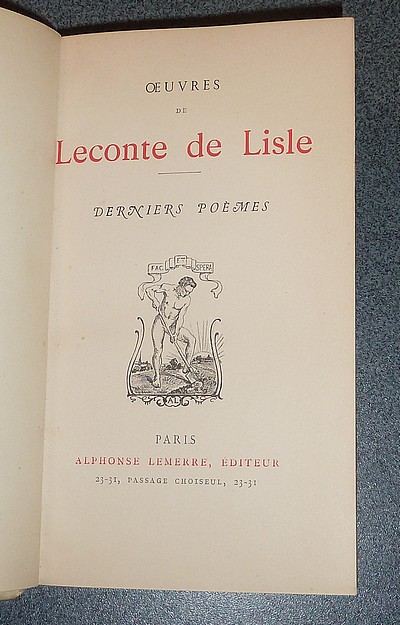 ŒUVRES
DE
Leconte de Lisle
DERNIERS POÈMES
FAC ET SPERA
AL
PARIS
ALPHONSE LEMERRE, ÉDITEUR
23-31, PASSAGE CHOISEUL, 23-31